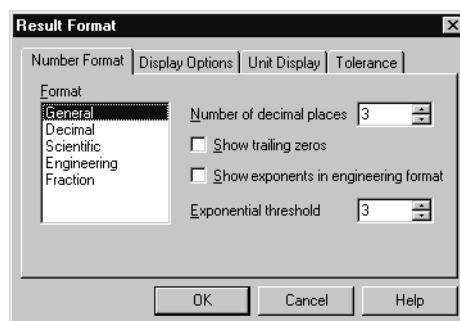 Result Format
Number Format Display Options Unit Display Tolerance
Format
General
Decimal
Scientific
Engineering
Fraction
Number of decimal places 3
Show trailing zeros
Show exponents in engineering format
Exponential threshold 3
OK Cancel Help